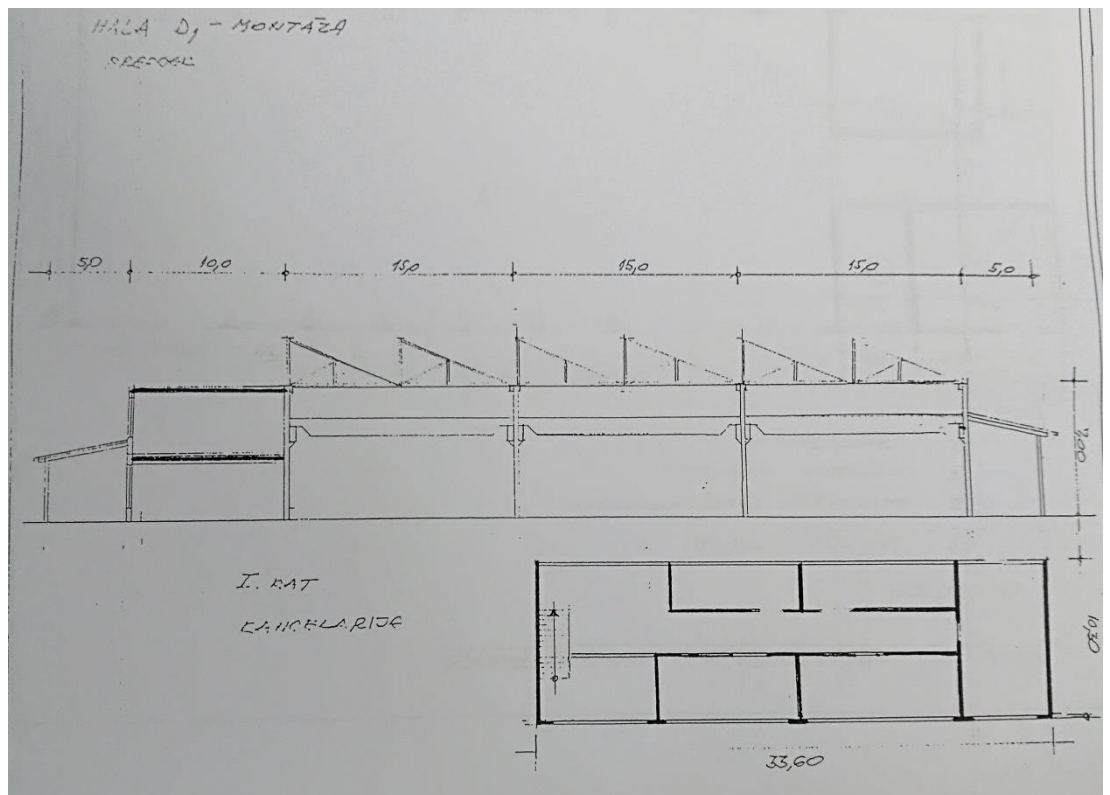 HALA D1 - MONTAŽA
PRESJEK
5,0 10,0 15,0 15,0 15,0 5,0
7,00
I. KAT
KANCELARIJE
10,30
33,60